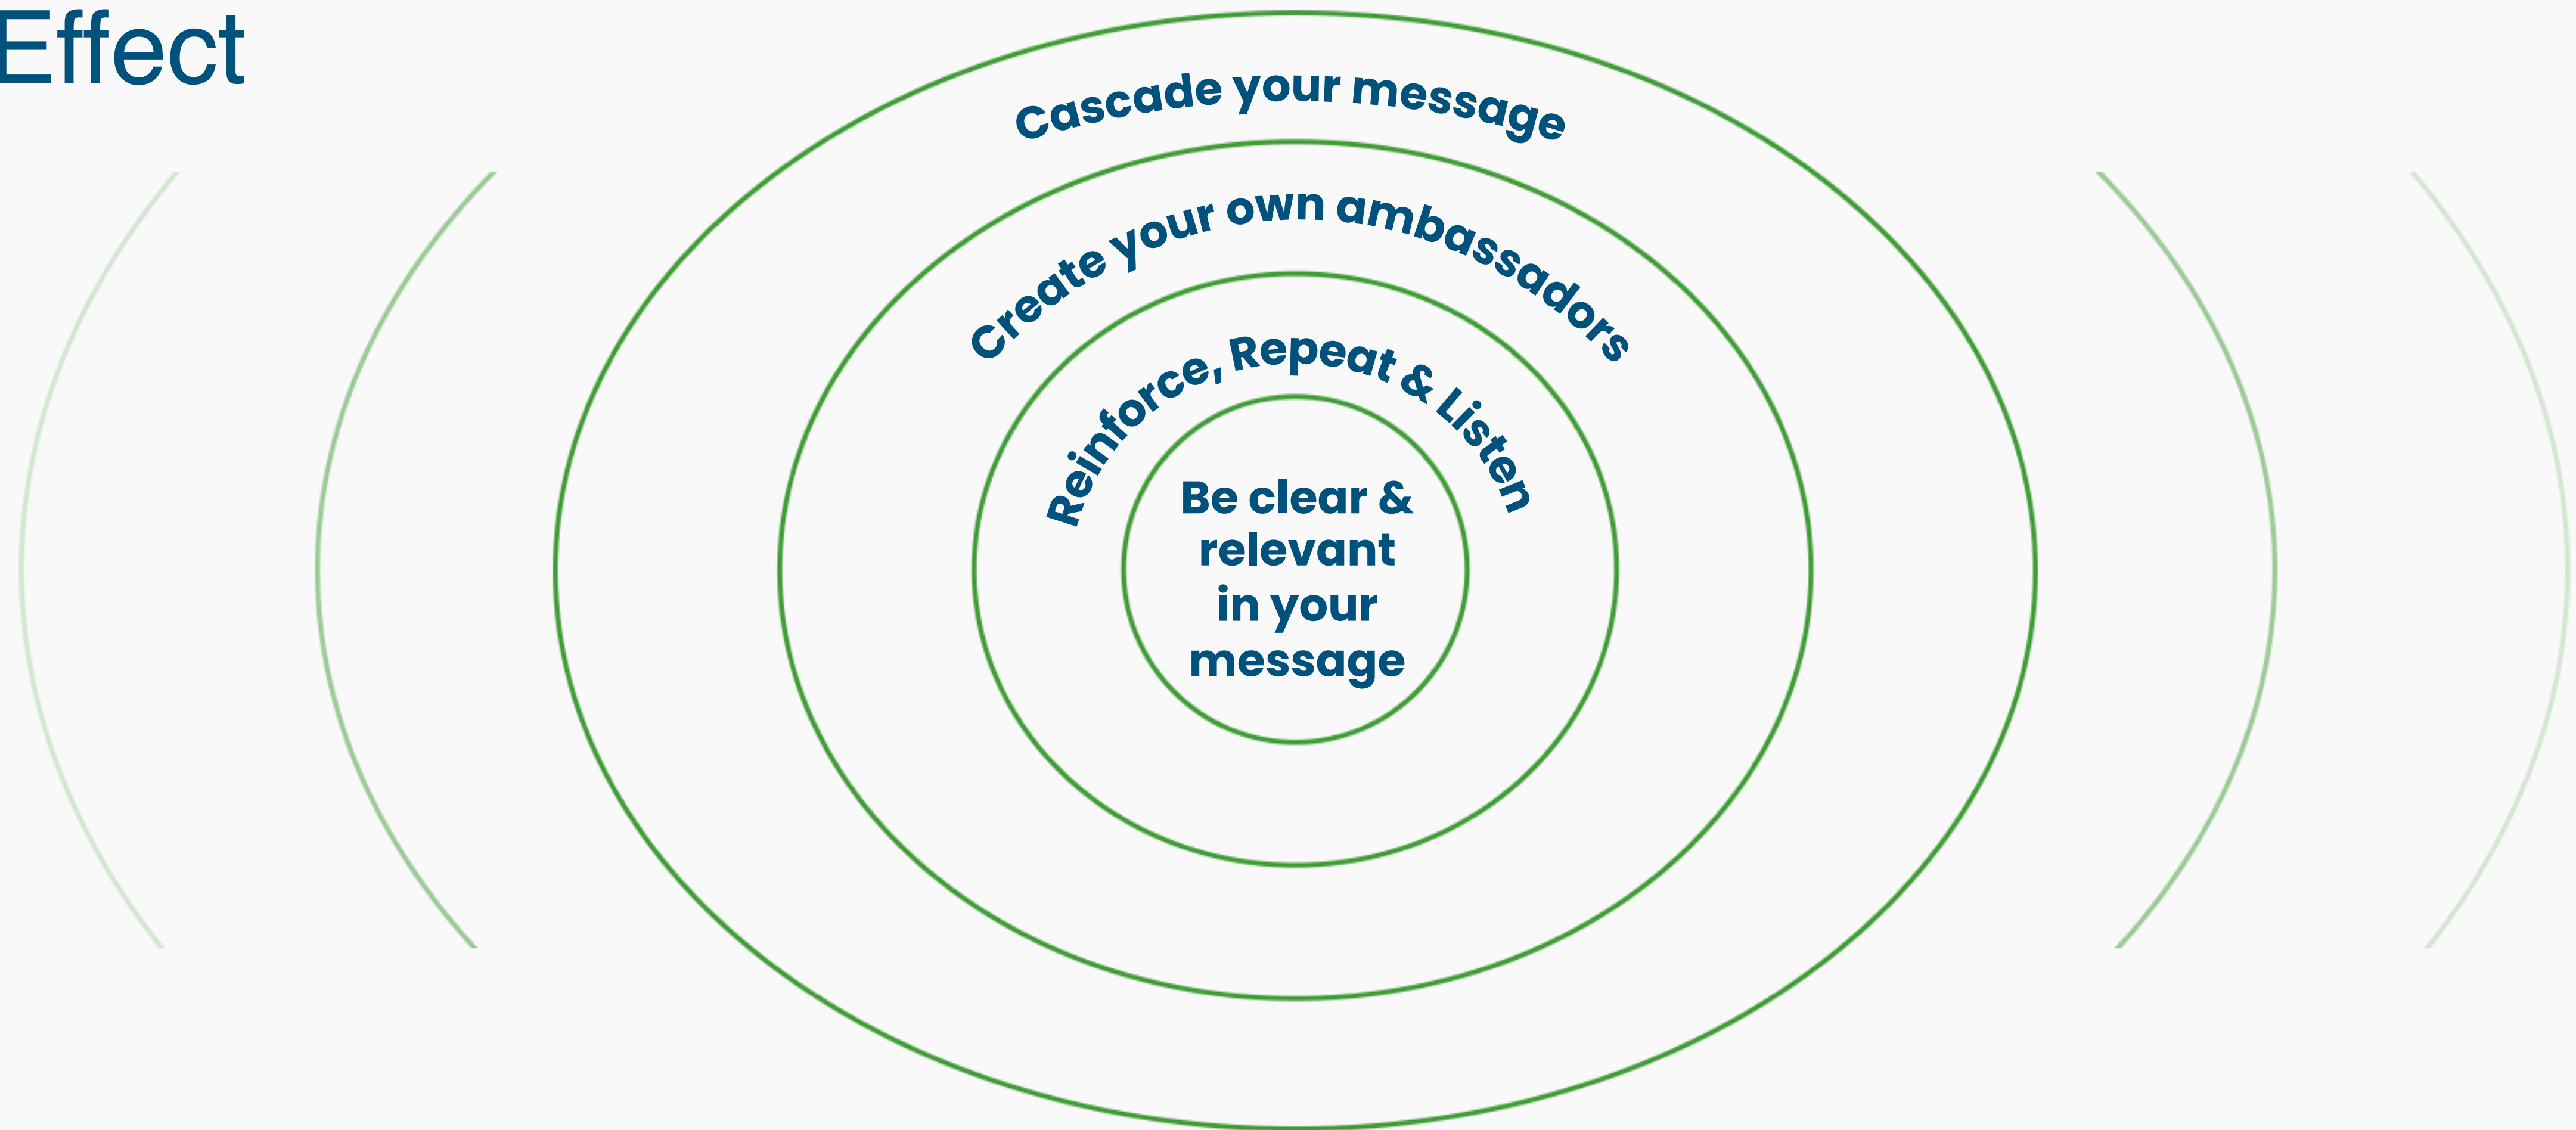 Effect
Cascade your message
Create your own ambassadors
Reinforce, Repeat & Listen
Be clear &
relevant
in your
message